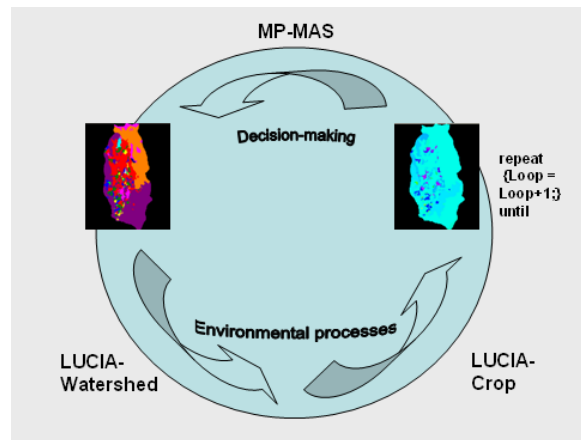 MP-MAS
Decision-making
repeat
{Loop =
Loop+1;}
until
Environmental processes
LUCIA-
Watershed
LUCIA-
Crop